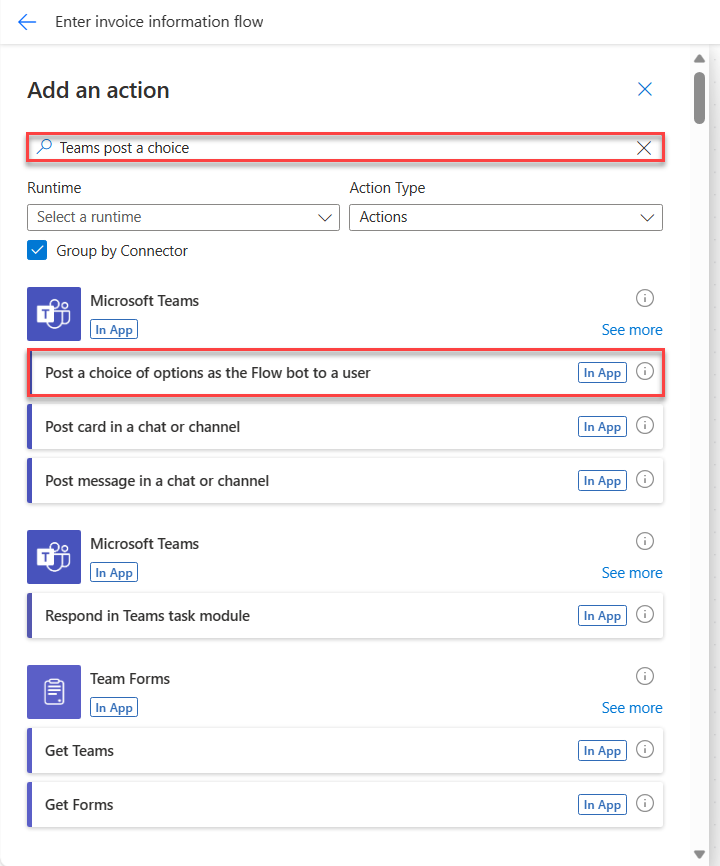 Enter invoice information flow
Add an action
Teams post a choice
Runtime
Action Type
Select a runtime
Actions
Group by Connector
Microsoft Teams
In App
See more
Post a choice of options as the Flow bot to a user
In App
Post card in a chat or channel
In App
Post message in a chat or channel
In App
Microsoft Teams
In App
See more
Respond in Teams task module
In App
Team Forms
In App
See more
Get Teams
In App
Get Forms
In App